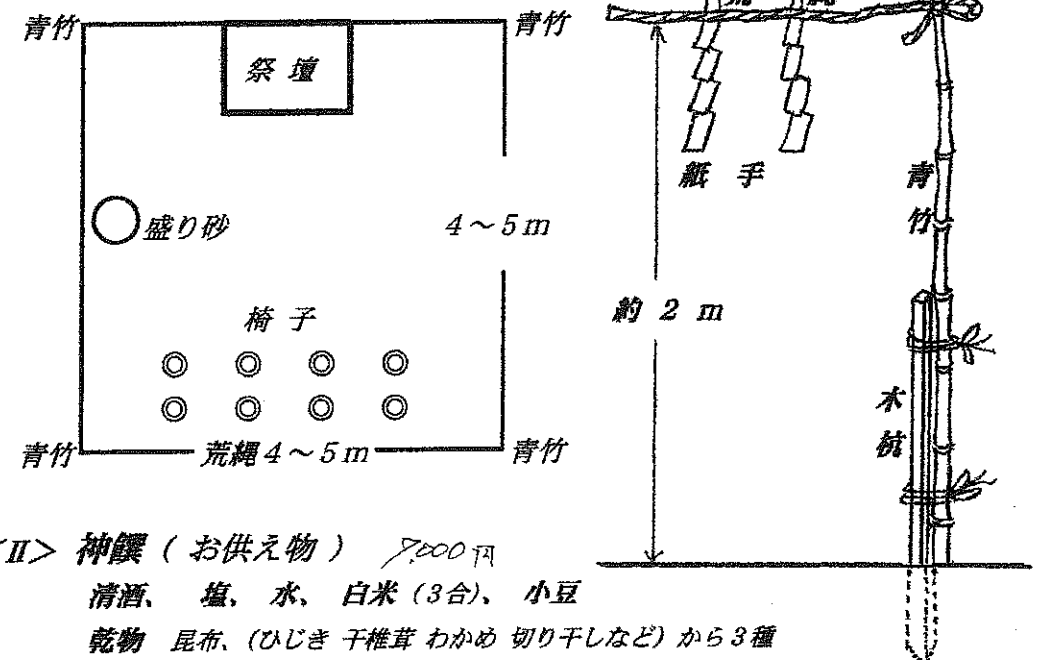 青竹
青竹
祭 壇
盛り砂
4～5m
椅 子
青竹
荒縄4～5m
青竹
紙 手
青竹
約 2 m
木杭
Ⅱ> 神饌 ( お供え物 ) 7,000円
清酒、 塩、 水、 白米 (3合)、 小豆
乾物 昆布、(ひじき 干椎茸 わかめ 切り干しなど) から3種